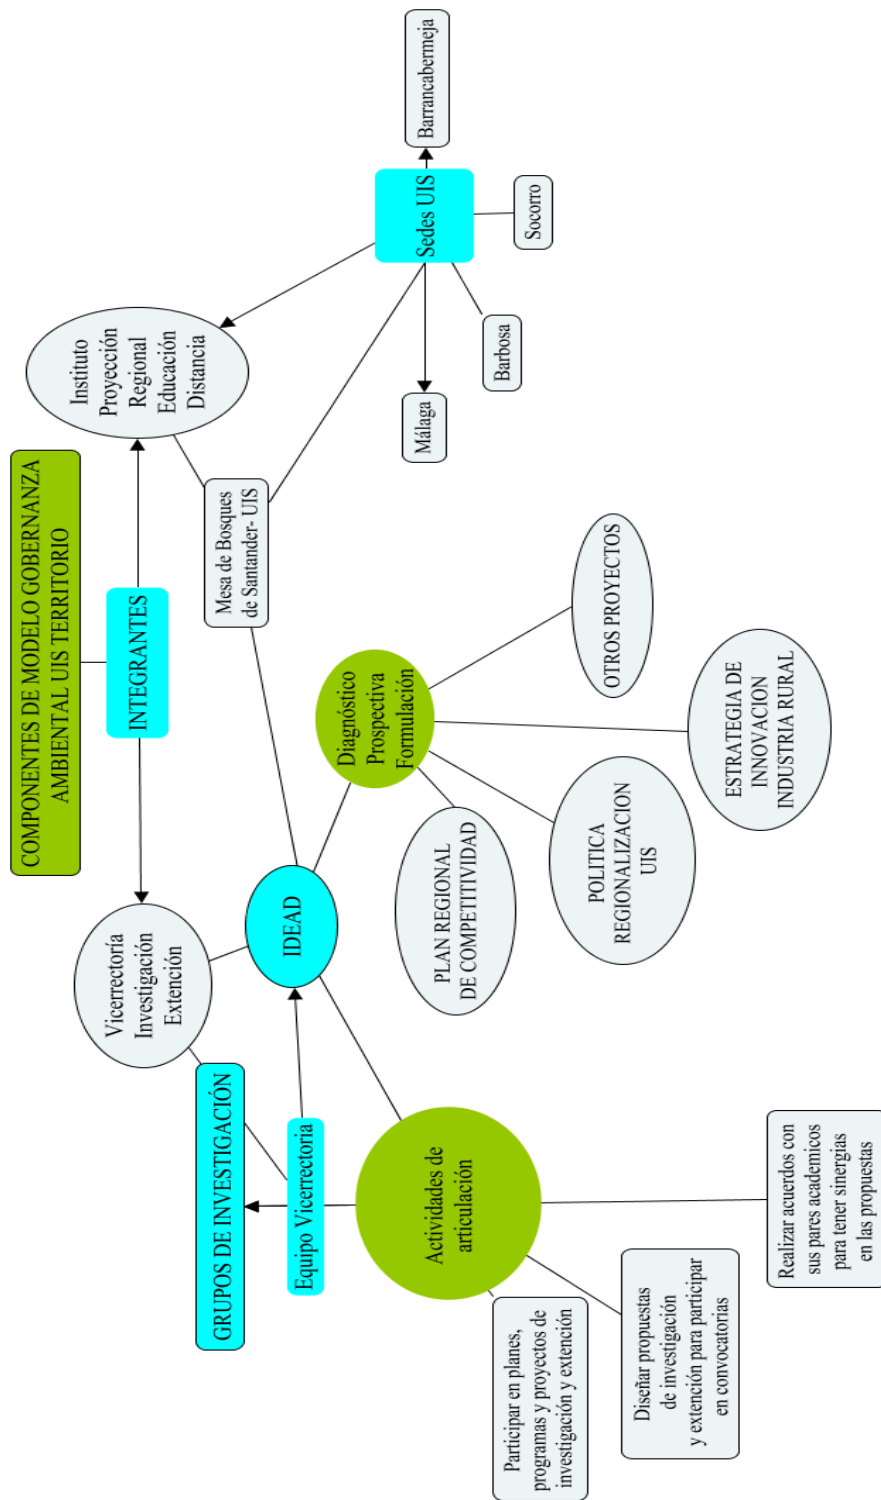 COMPONENTES DE MODELO GOBERNANZA
AMBIENTAL UIS TERRITORIO
INTEGRANTES
Vicerrectoría
Investigación
Extención
Instituto
Proyección
Regional
Educación
Distancia
GRUPOS DE INVESTIGACIÓN
Equipo Vicerrectoria
IDEAD
Mesa de Bosques
de Santander- UIS
Sedes UIS
Barrancabermeja
Málaga
Barbosa
Socorro
Diagnóstico
Prospectiva
Formulación
Actividades de
articulación
PLAN REGIONAL
DE COMPETITIVIDAD
POLITICA
REGIONALIZACION
UIS
ESTRATEGIA DE
INNOVACION
INDUSTRIA RURAL
OTROS PROYECTOS
Participar en planes,
programas y proyectos de
investigación y extención
Diseñar propuestas
de investigación
y extención para participar
en convocatorias
Realizar acuerdos con
sus pares academicos
para tener sinergias
en las propuestas